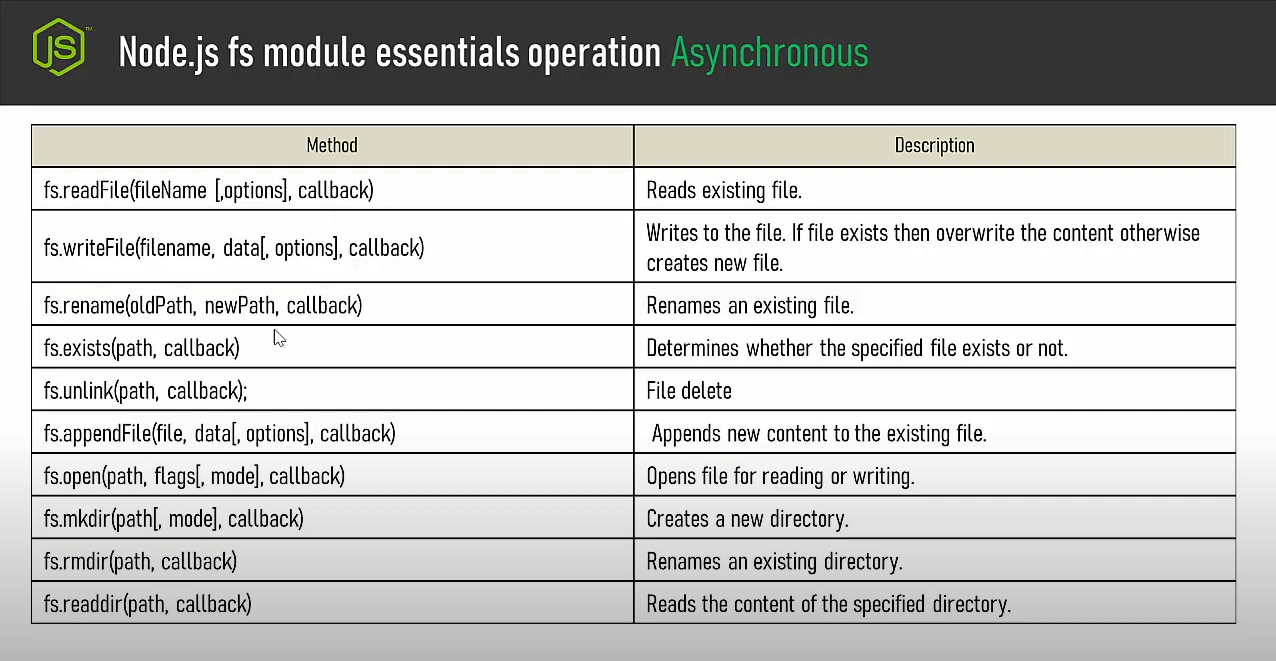 JS
TM
Node.js fs module essentials operation Asynchronous
Method Description
fs.readFile(fileName [,options], callback) Reads existing file.
fs.writeFile(filename, data[, options], callback) Writes to the file. If file exists then overwrite the content otherwise
creates new file.
fs.rename(oldPath, newPath, callback) Renames an existing file.
fs.exists(path, callback) Determines whether the specified file exists or not.
fs.unlink(path, callback); File delete
fs.appendFile(file, data[, options], callback) Appends new content to the existing file.
fs.open(path, flags[, mode], callback) Opens file for reading or writing.
fs.mkdir(path[, mode], callback) Creates a new directory.
fs.rmdir(path, callback) Renames an existing directory.
fs.readdir(path, callback) Reads the content of the specified directory.